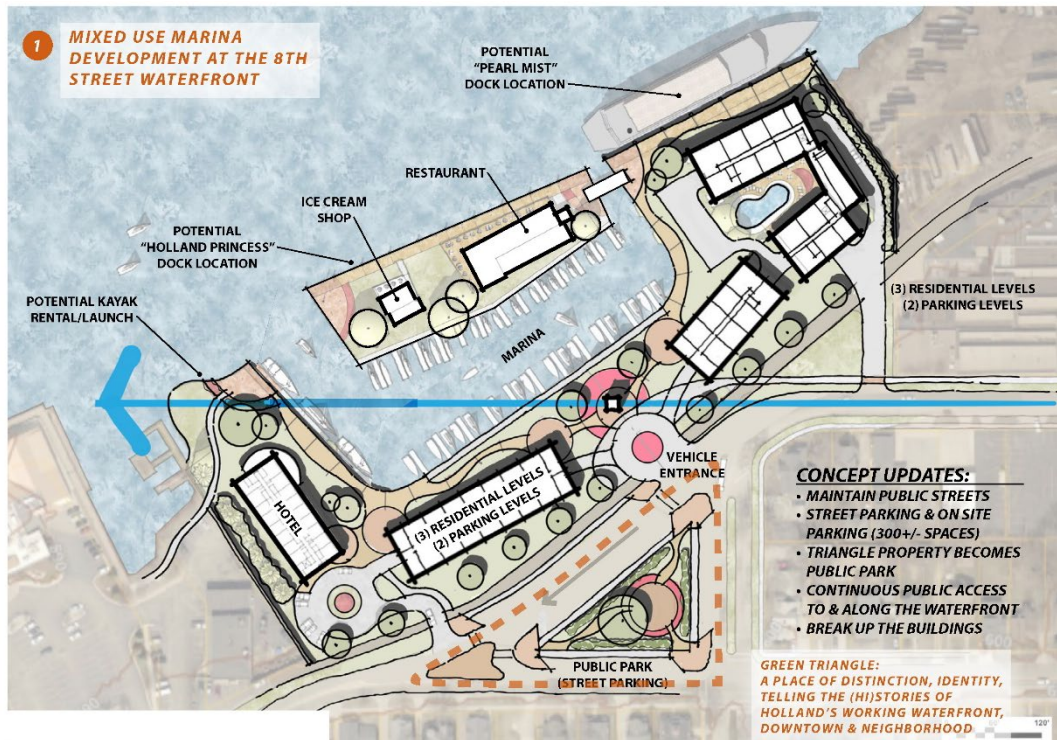 1
MIXED USE MARINA
DEVELOPMENT AT THE 8TH
STREET WATERFRONT
POTENTIAL
"PEARL MIST"
DOCK LOCATION
RESTAURANT
ICE CREAM
SHOP
POTENTIAL
"HOLLAND PRINCESS"
DOCK LOCATION
POTENTIAL KAYAK
RENTAL/LAUNCH
MARINA
(3) RESIDENTIAL LEVELS
(2) PARKING LEVELS
VEHICLE
ENTRANCE
HOTEL
(3) RESIDENTIAL LEVELS
(2) PARKING LEVELS
PUBLIC PARK
(STREET PARKING)
CONCEPT UPDATES:
• MAINTAIN PUBLIC STREETS
• STREET PARKING & ON SITE
PARKING (300+/- SPACES)
• TRIANGLE PROPERTY BECOMES
PUBLIC PARK
• CONTINUOUS PUBLIC ACCESS
TO & ALONG THE WATERFRONT
• BREAK UP THE BUILDINGS
GREEN TRIANGLE:
A PLACE OF DISTINCTION, IDENTITY,
TELLING THE (HI)STORIES OF
HOLLAND'S WORKING WATERFRONT,
DOWNTOWN & NEIGHBORHOOD
120'